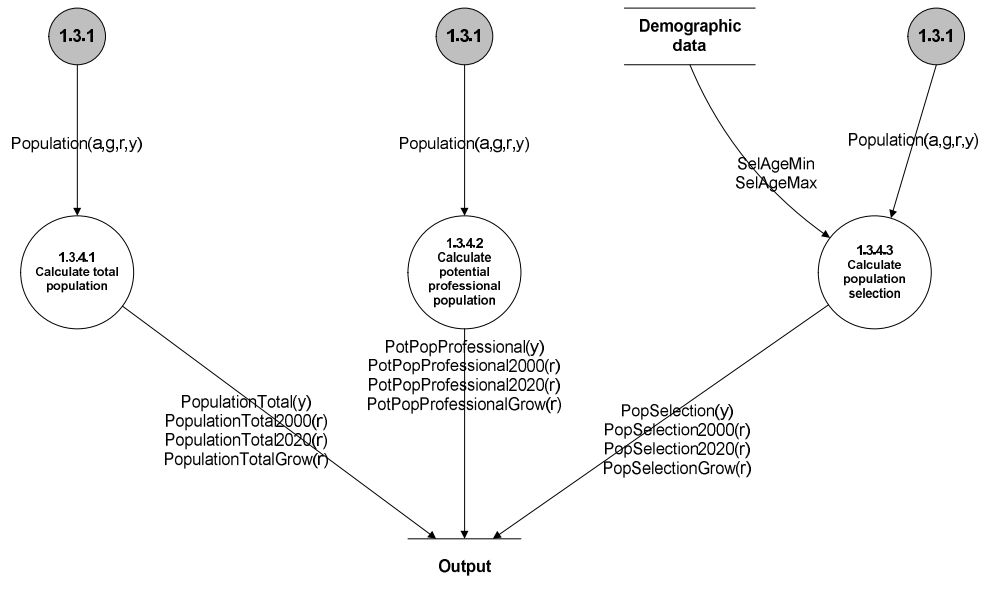 1.3.1
1.3.1
Demographic
data
1.3.1
Population(a,g,r,y)
Population(a,g,r,y)
Population(a,g,r,y)
SelAgeMin
SelAgeMax
1.3.4.1
Calculate total
population
1.3.4.2
Calculate
potential
professional
population
1.3.4.3
Calculate
population
selection
PotPopProfessional(y)
PotPopProfessional2000(r)
PotPopProfessional2020(r)
PotPopProfessionalGrow(r)
PopulationTotal(y)
PopulationTotal2000(r)
PopulationTotal2020(r)
PopulationTotalGrow(r)
PopSelection(y)
PopSelection2000(r)
PopSelection2020(r)
PopSelectionGrow(r)
Output